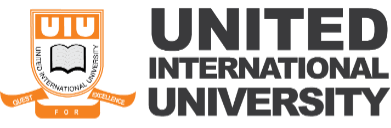 UIU
UNITED INTERNATIONAL UNIVERSITY
QUEST
FOR
EXCELLENCE
UNITED
INTERNATIONAL
UNIVERSITY